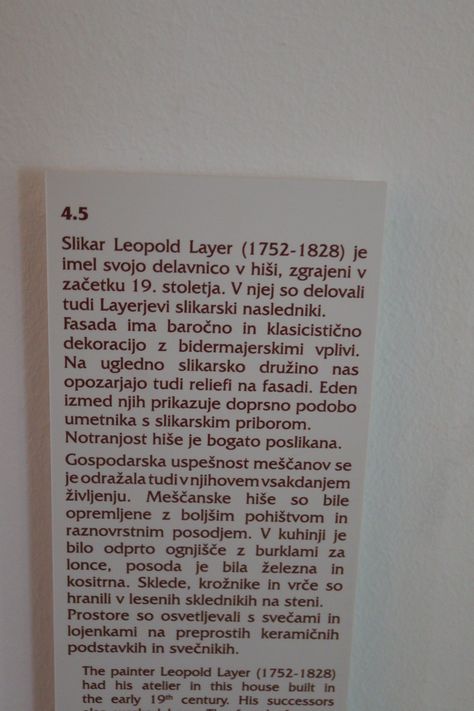 4.5
Slikar Leopold Layer (1752-1828) je
imel svojo delavnico v hiši, zgrajeni v
začetku 19. stoletja. V njej so delovali
tudi Layerjevi slikarski nasledniki.
Fasada ima baročno in klasicistično
dekoracijo z bidermajerskimi vplivi.
Na ugledno slikarsko družino nas
opozarjajo tudi reliefi na fasadi. Eden
izmed njih prikazuje doprsno podobo
umetnika s slikarskim priborom.
Notranjost hiše je bogato poslikana.
Gospodarska uspešnost meščanov se
je odražala tudi v njihovem vsakdanjem
življenju. Meščanske hiše so bile
opremljene z boljšim pohištvom in
raznovrstnim posodjem. V kuhinji je
bilo odprto ognjišče z burklami za
lonce, posoda je bila železna in
kositrna. Sklede, krožnike in vrče so
hranili v lesenih sklednikih na steni.
Prostore so osvetljevali s svečami in
lojenkami na preprostih keramičnih
podstavkih in svečnikih.
The painter Leopold Layer (1752-1828)
had his atelier in this house built in
the early 19th century. His successors